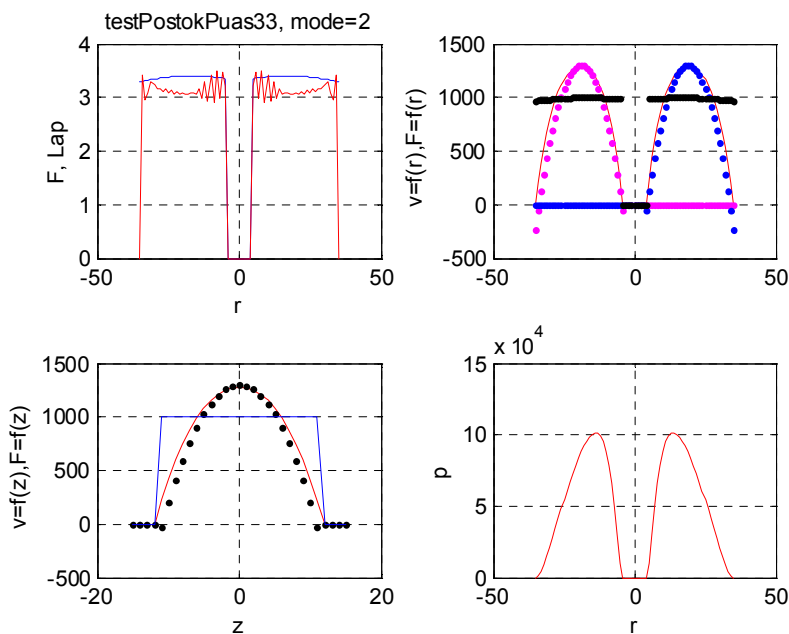 testPostokPuas33, mode=2
4
3
2
1
0
F, Lap
-50 0 50
r
1500
1000
500
0
-500
v=f(r),F=f(r)
-50 0 50
1500
1000
500
0
-500
v=f(z),F=f(z)
-20 0 20
z
x 10^4
15
10
5
0
p
-50 0 50
r